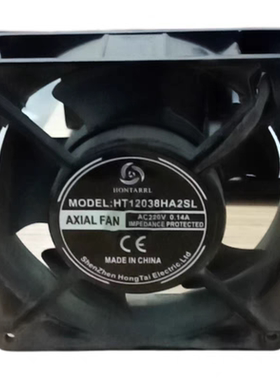 HONTARRL
MODEL:HT12038HA2SL
AXIAL FAN
AC220V 0.14A
IMPEDANCE PROTECTED
CE
MADE IN CHINA
ShenZhen HongTai Electric Ltd